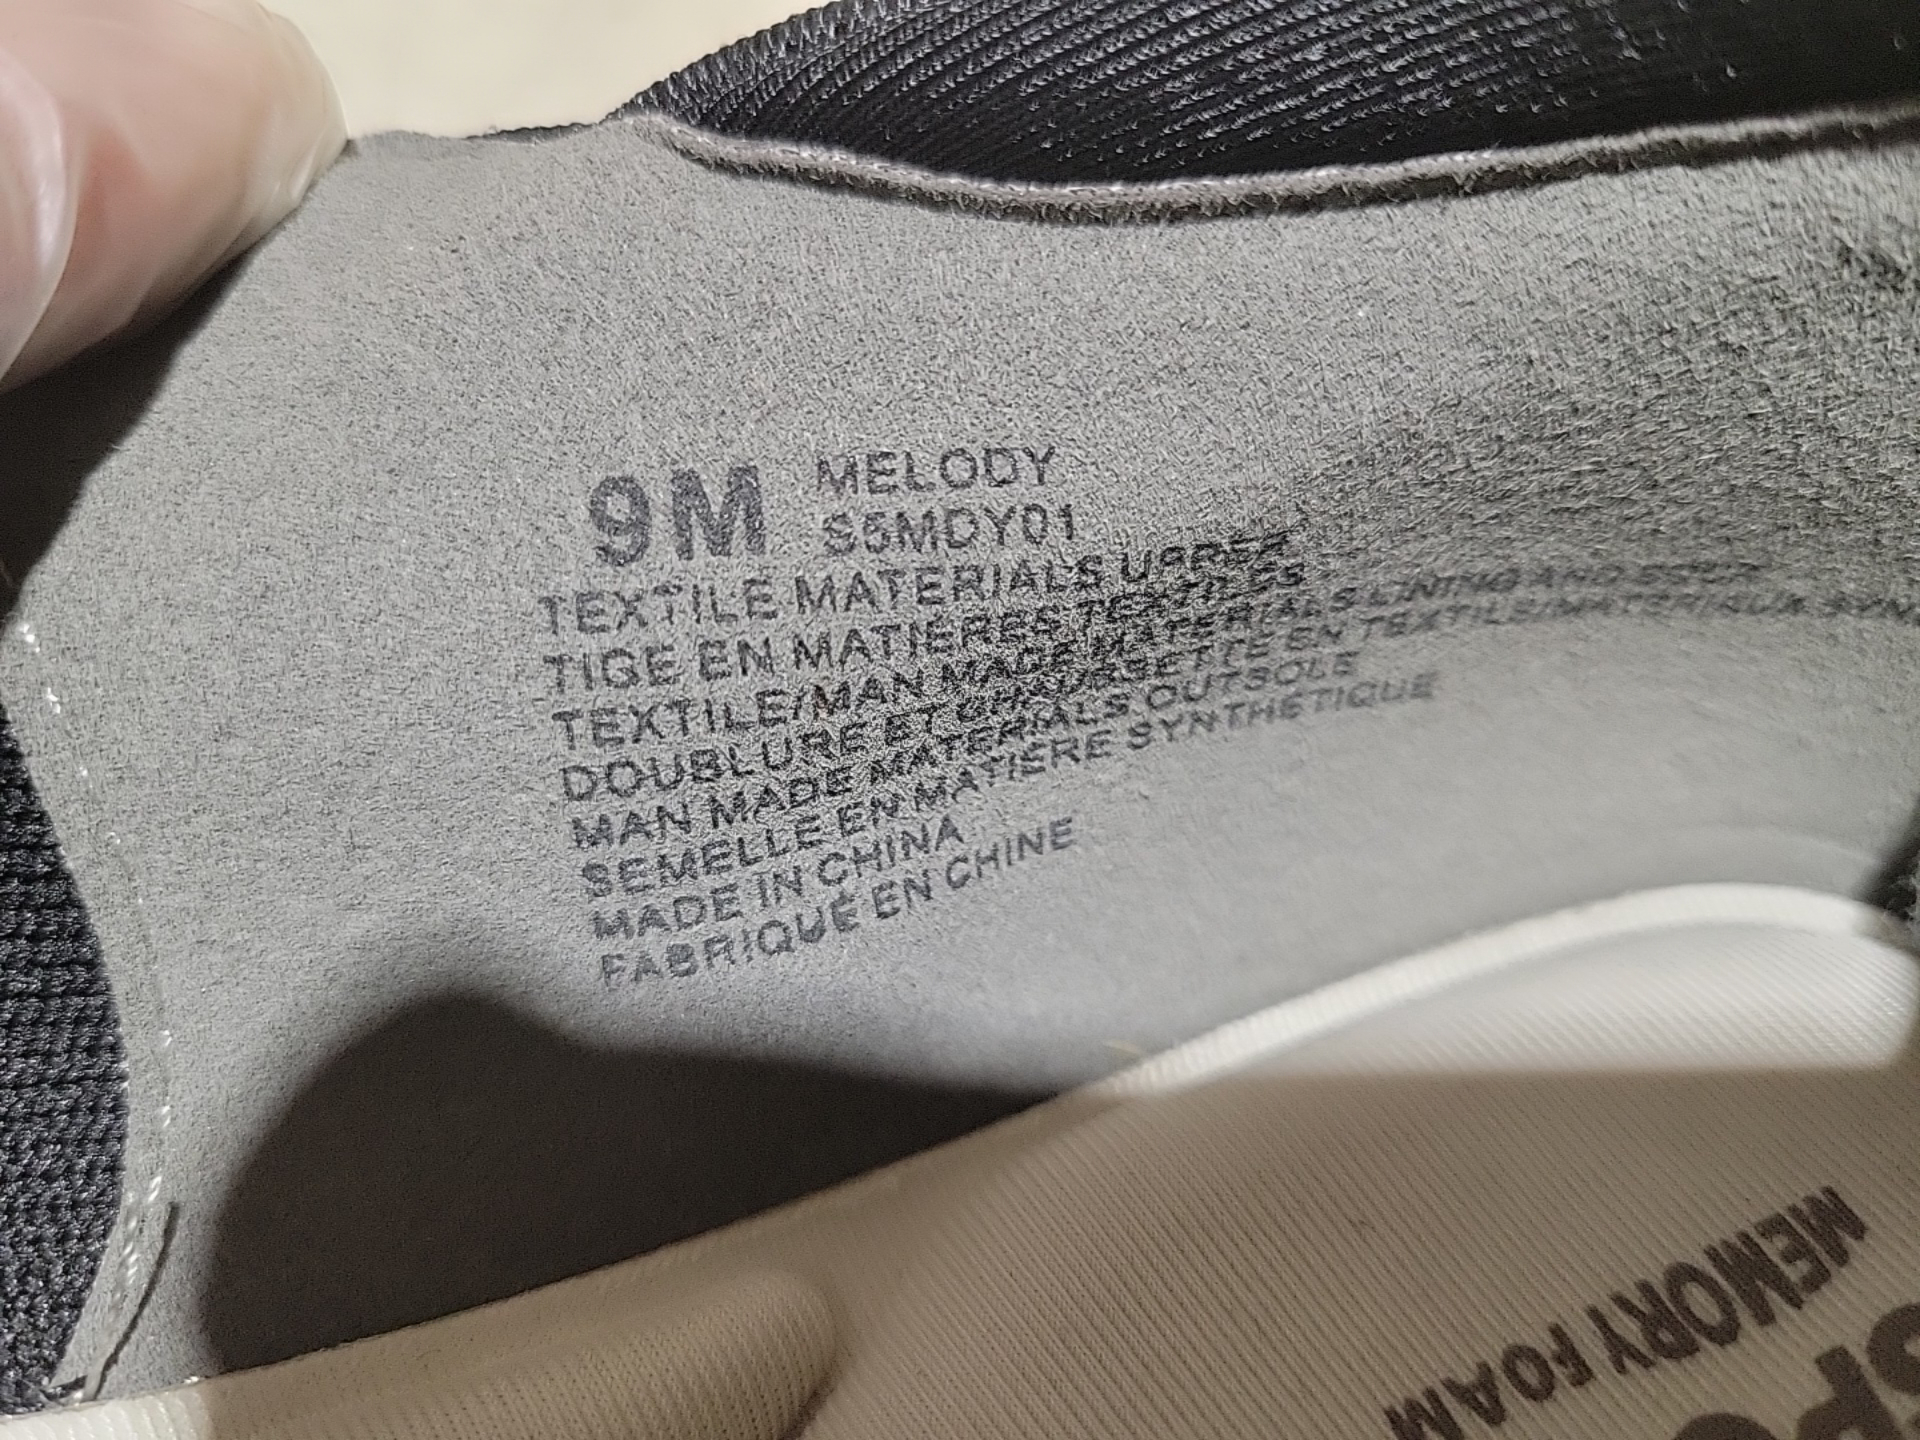 9M MELODY
S5MDY01
TEXTILE MATERIALS UPPER
TIGE EN MATIERES TEXTILES
TEXTILE/MAN MADE MATERIALS LINING AND SOCK
DOUBLURE ET CHAUSSETTE EN TEXTILE/MATERIAUX SYN
MAN MADE MATERIALS OUTSOLE
SEMELLE EN MATIÈRE SYNTHÉTIQUE
MADE IN CHINA
FABRIQUÉ EN CHINE
MEMORY FOAM